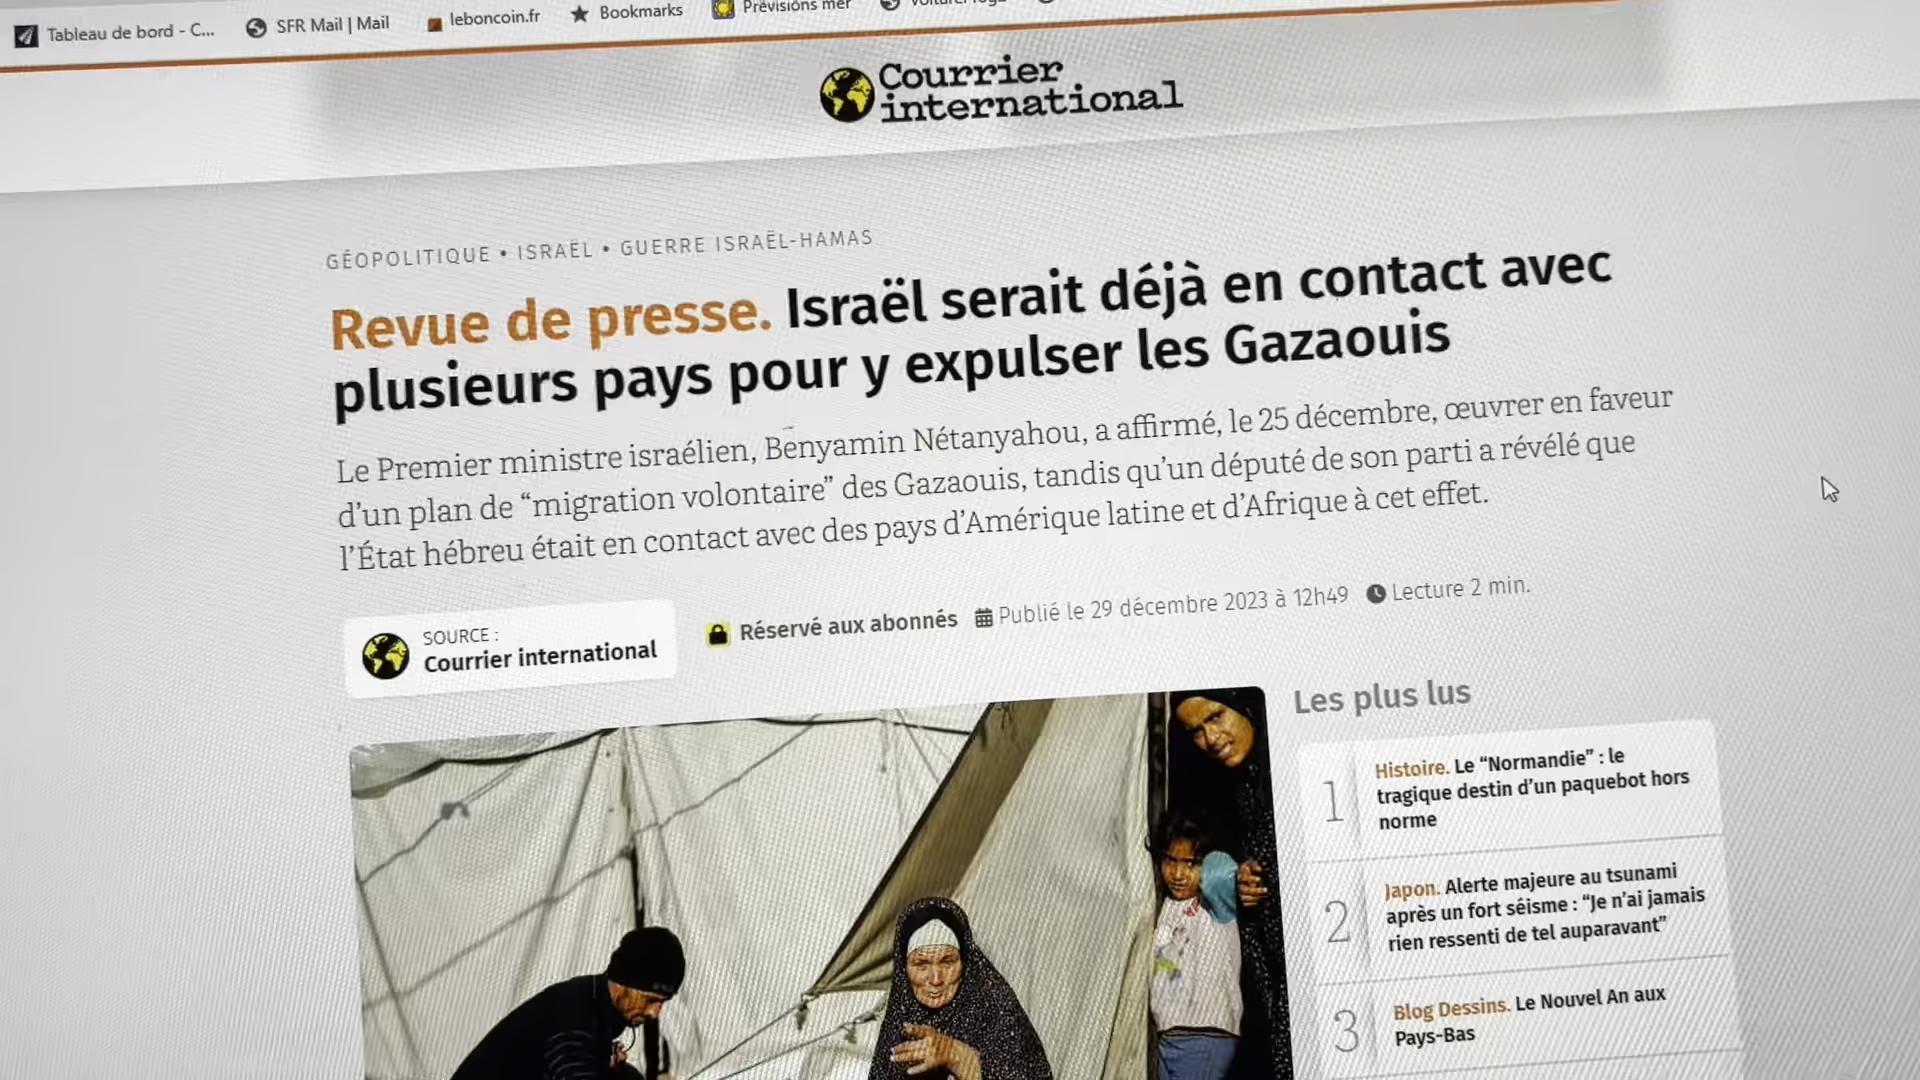 Tableau de bord - C...
SFR Mail | Mail
leboncoin.fr
Bookmarks
Prévisions mer
Courrier
international
GÉOPOLITIQUE • ISRAËL • GUERRE ISRAËL-HAMAS
Revue de presse. Israël serait déjà en contact avec
plusieurs pays pour y expulser les Gazaouis
Le Premier ministre israélien, Benyamin Nétanyahou, a affirmé, le 25 décembre, œuvrer en faveur
d’un plan de “migration volontaire” des Gazaouis, tandis qu’un député de son parti a révélé que
l’État hébreu était en contact avec des pays d’Amérique latine et d’Afrique à cet effet.
SOURCE :
Courrier international
Réservé aux abonnés
Publié le 29 décembre 2023 à 12h49
Lecture 2 min.
Les plus lus
1
Histoire. Le “Normandie” : le
tragique destin d’un paquebot hors
norme
2
Japon. Alerte majeure au tsunami
après un fort séisme : “Je n’ai jamais
rien ressenti de tel auparavant”
3
Blog Dessins. Le Nouvel An aux
Pays-Bas